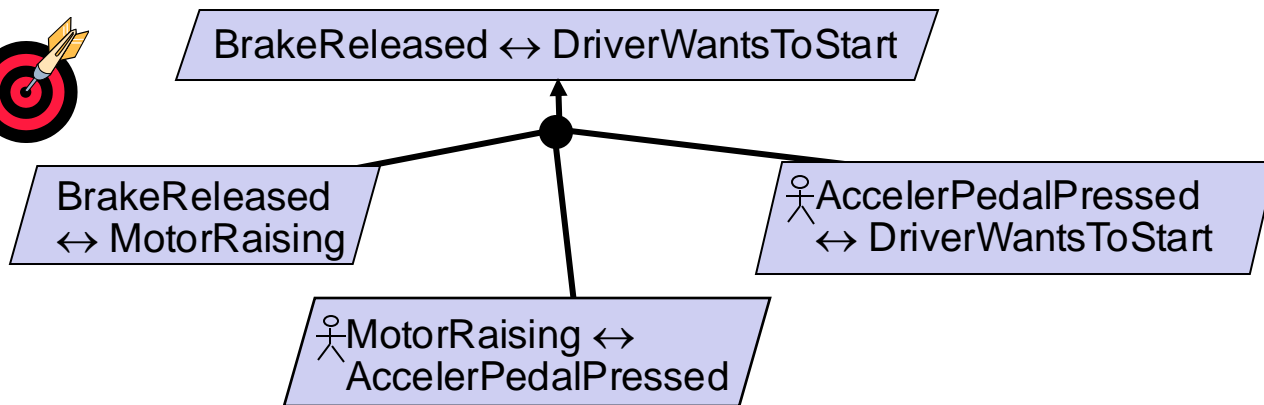 BrakeReleased ↔ DriverWantsToStart
BrakeReleased
↔ MotorRaising
AccelerPedalPressed
↔ DriverWantsToStart
MotorRaising ↔
AccelerPedalPressed